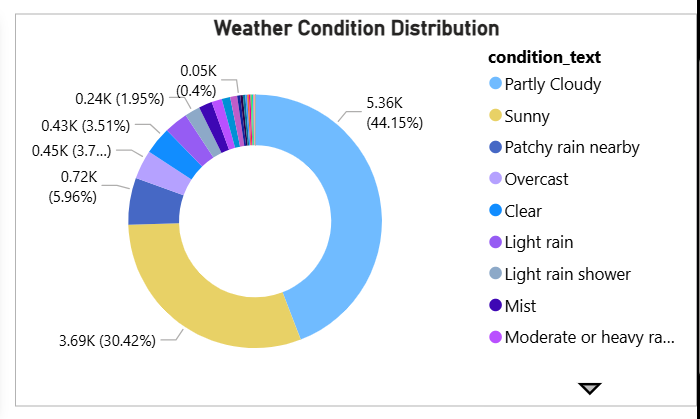 Weather Condition Distribution
0.05K
(0.4%)
0.24K (1.95%)
0.43K (3.51%)
0.45K (3.7...)
0.72K
(5.96%)
3.69K (30.42%)
5.36K
(44.15%)
condition_text
Partly Cloudy
Sunny
Patchy rain nearby
Overcast
Clear
Light rain
Light rain shower
Mist
Moderate or heavy ra...